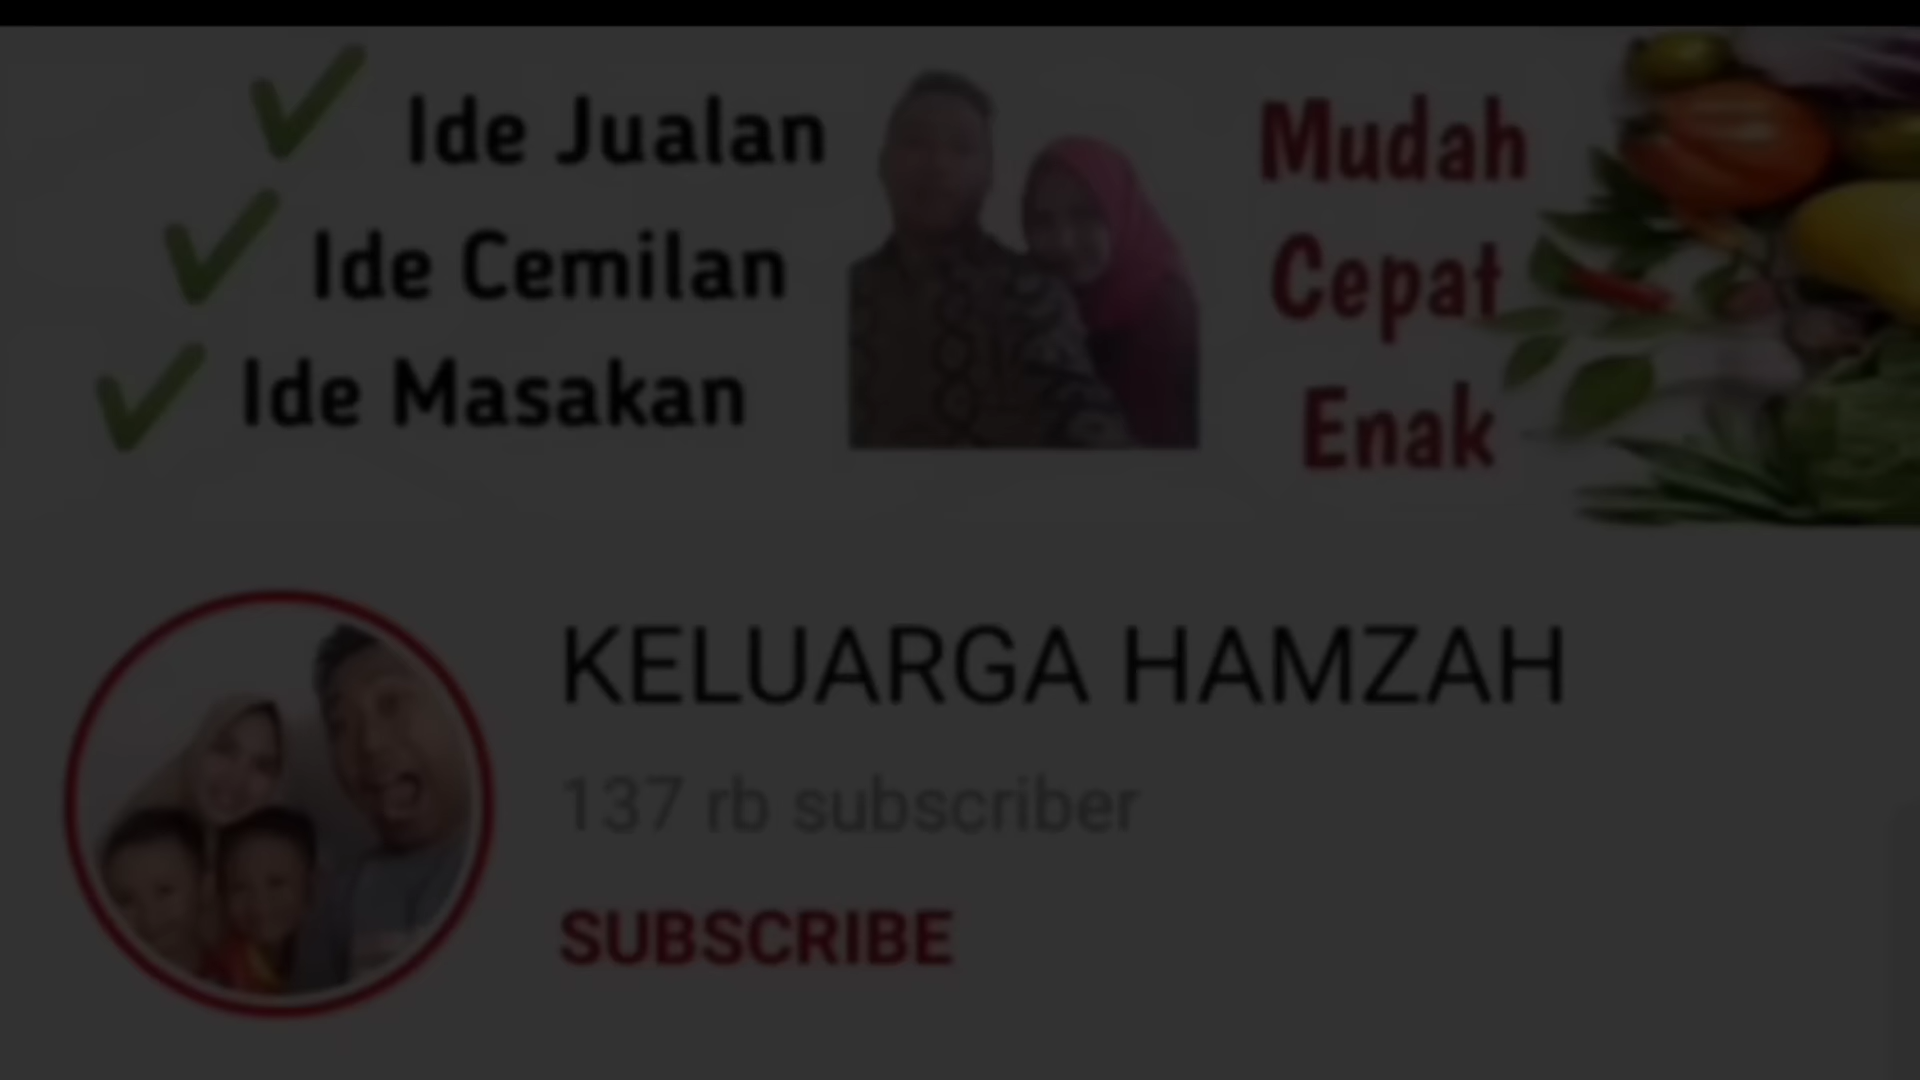 Ide Jualan
Ide Cemilan
Ide Masakan
Mudah
Cepat
Enak
KELUARGA HAMZAH
137 rb subscriber
SUBSCRIBE